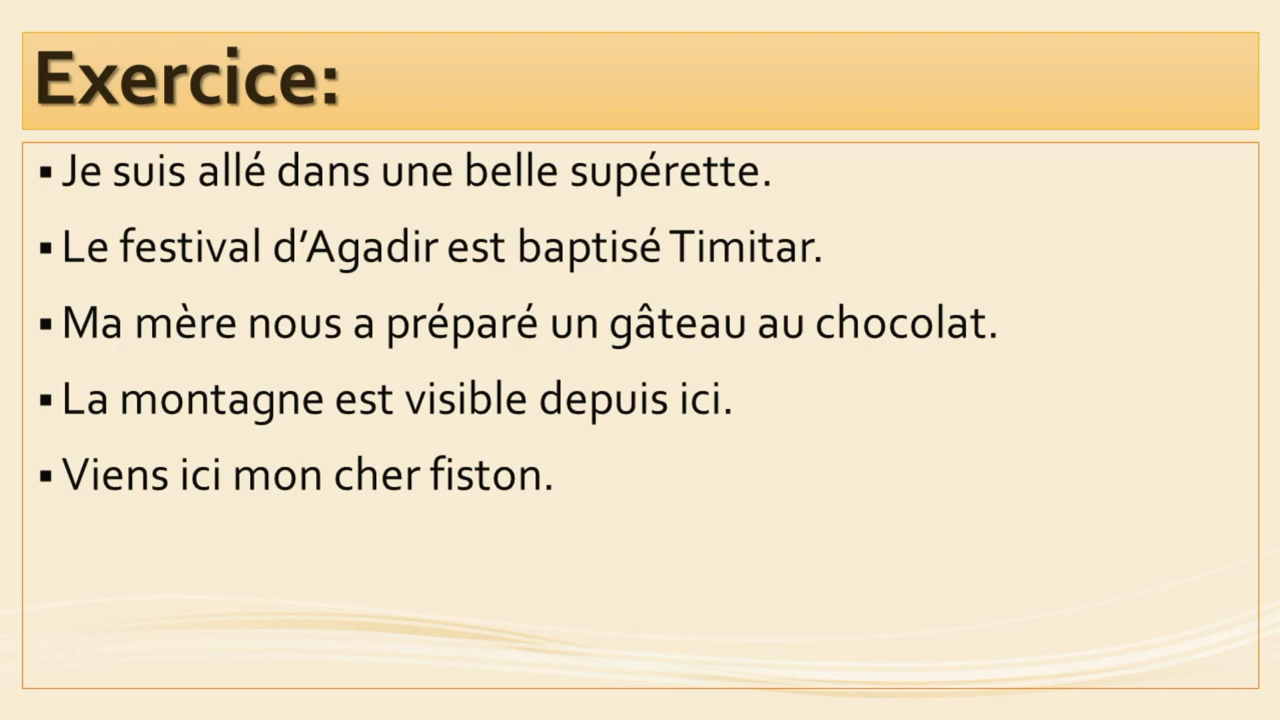 Exercice:
▪ Je suis allé dans une belle supérette.
▪ Le festival d’Agadir est baptisé Timitar.
▪ Ma mère nous a préparé un gâteau au chocolat.
▪ La montagne est visible depuis ici.
▪ Viens ici mon cher fiston.